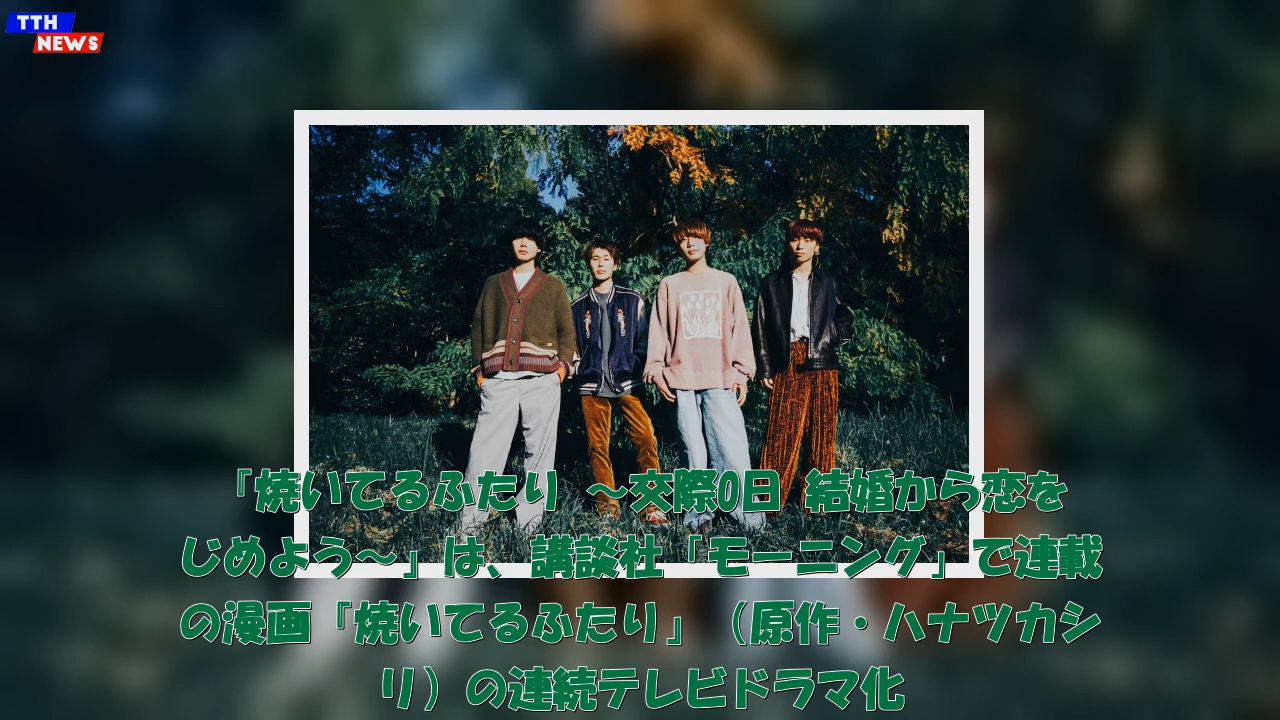 TTH
NEWS
『焼いてるふたり ～交際0日 結婚から恋を
じめよう～」は、講談社「モーニング」で連載
の漫画『焼いてるふたり』（原作・ハナツカシ
リ）の連続テレビドラマ化